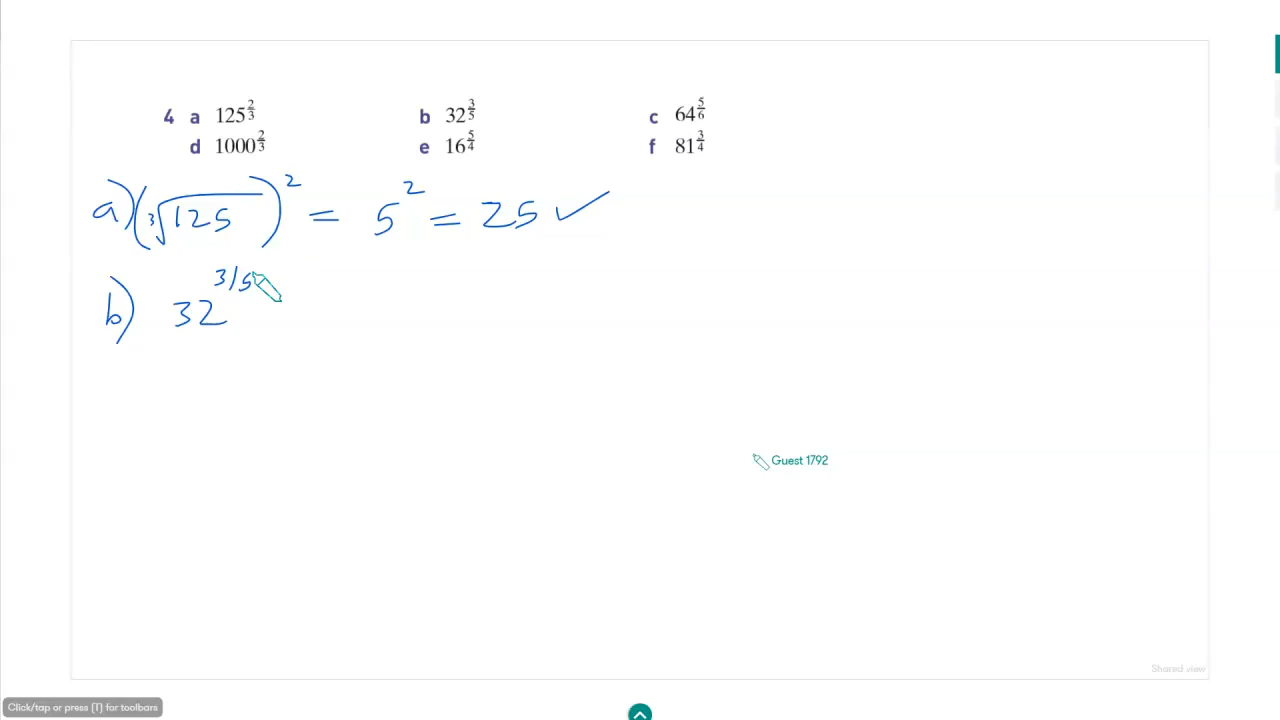 4 a 125^(2/3) b 32^(3/5) c 64^(5/6)
d 1000^(2/3) e 16^(5/4) f 81^(3/4)
a) (∛125)² = 5² = 25 ✓
b) 32^(3/5)
Guest 1792
Shared view
Click/tap or press [T] for toolbars